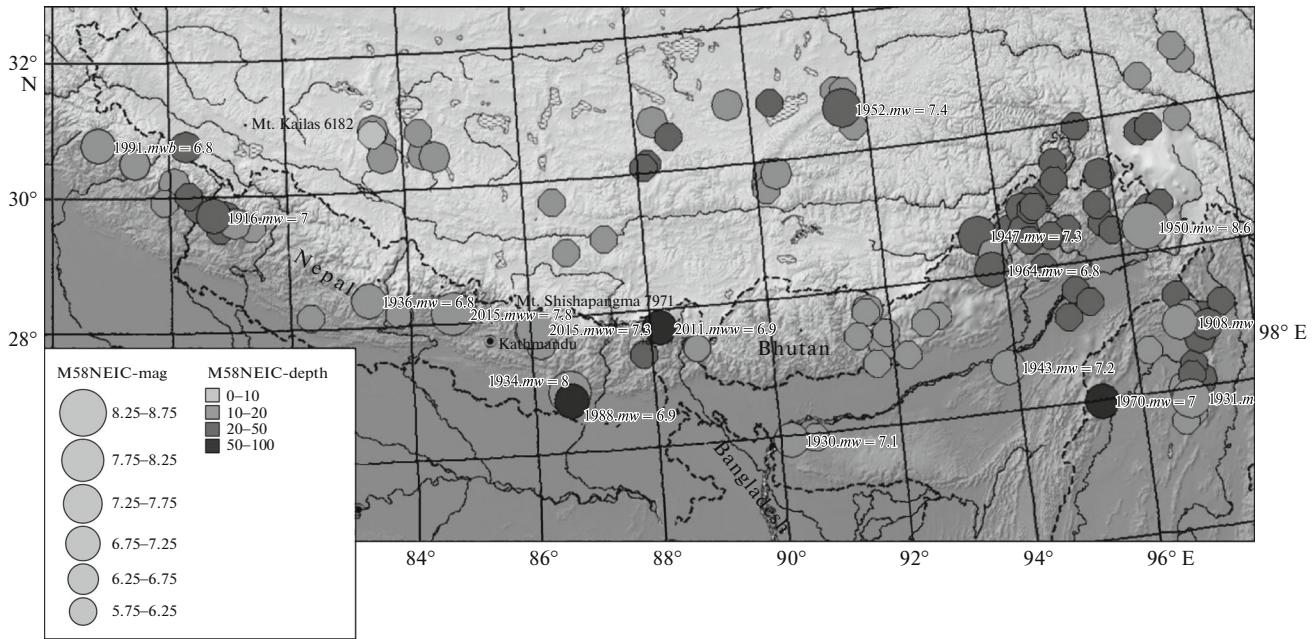 32°
N
30°
28°
Mt. Kailas 6182
1952.mw = 7.4
1991.mwb = 6.8
1916.mw = 7
1950.mw = 8.6
1947.mw = 7.3
1964.mw = 6.8
Nepal
1936.mw = 6.8
Mt. Shishapangma 7971
2015.mww = 7.8
2015.mww = 7.3
2011.mww = 6.9
1908.mw
98° E
Kathmandu
Bhutan
1943.mw = 7.2
1934.mw = 8
1988.mw = 6.9
1970.mw = 7
1931.m
1930.mw = 7.1
Bangladesh
M58NEIC-mag
8.25–8.75
7.75–8.25
7.25–7.75
6.75–7.25
6.25–6.75
5.75–6.25
M58NEIC-depth
0–10
10–20
20–50
50–100
84° 86° 88° 90° 92° 94° 96° E